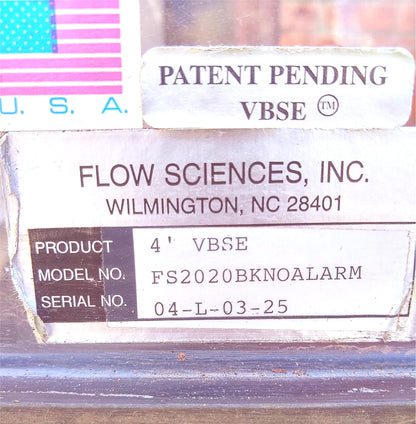 U. S. A.
PATENT PENDING
VBSE ™
FLOW SCIENCES, INC.
WILMINGTON, NC 28401
PRODUCT 4' VBSE
MODEL NO. FS2020BKNOALARM
SERIAL NO. 04-L-03-25